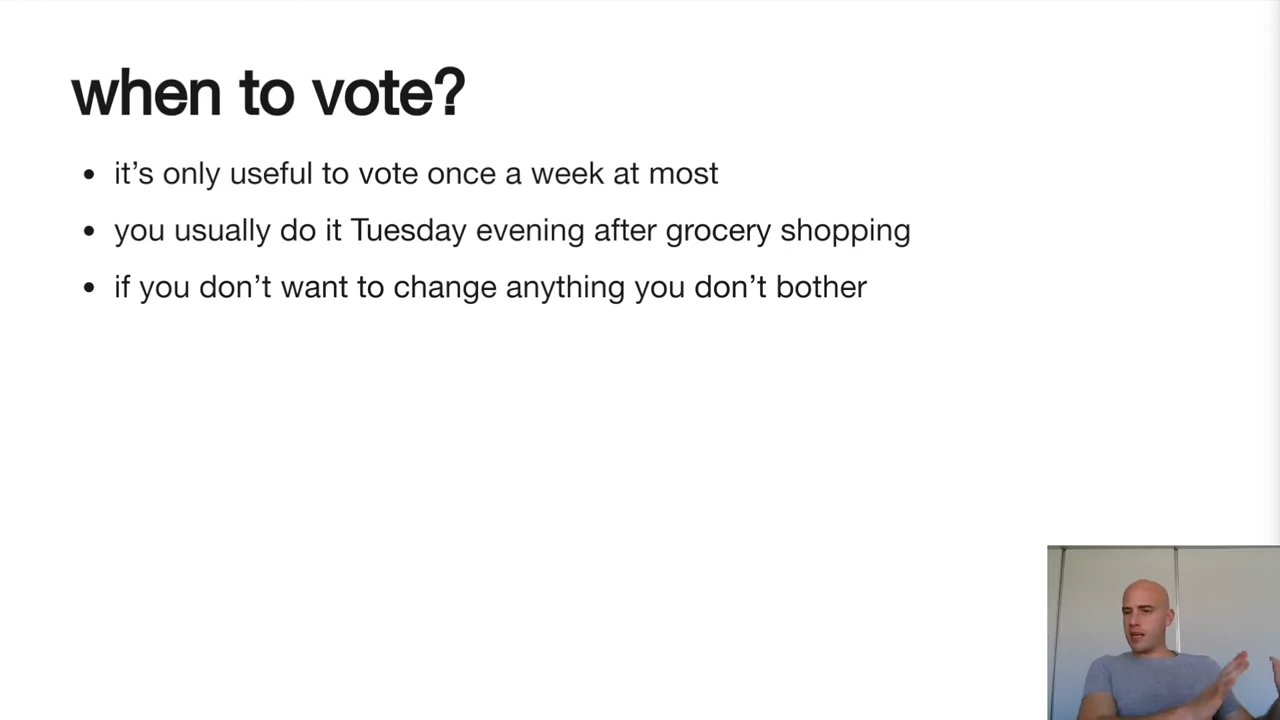 when to vote?
• it’s only useful to vote once a week at most
• you usually do it Tuesday evening after grocery shopping
• if you don’t want to change anything you don’t bother